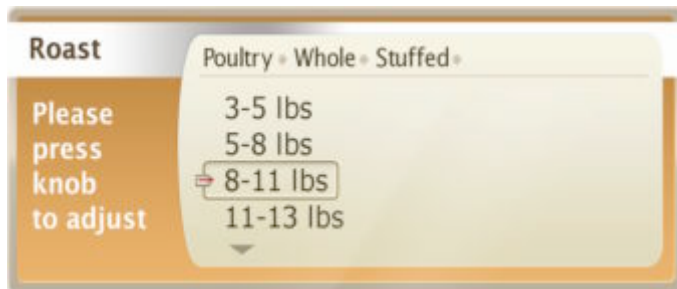 Roast
Poultry • Whole • Stuffed •
Please
press
knob
to adjust
3-5 lbs
5-8 lbs
8-11 lbs
11-13 lbs